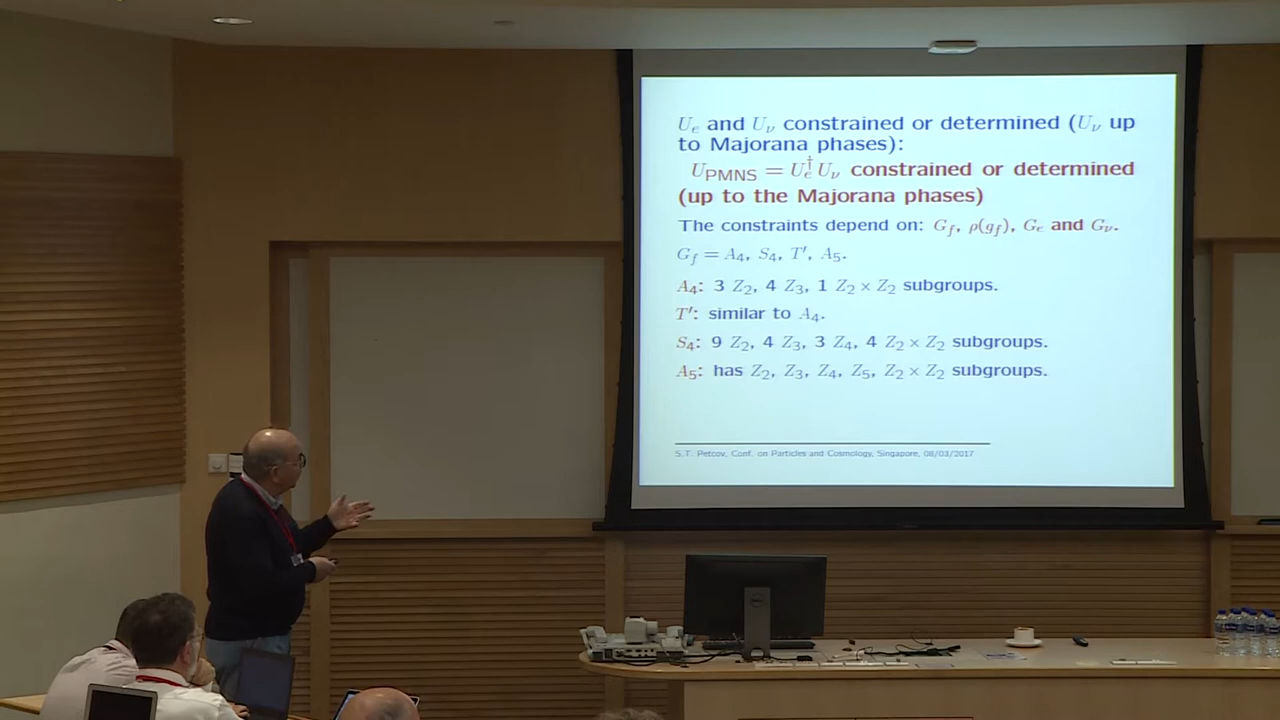 U_e and U_ν constrained or determined (U_ν up
to Majorana phases):
U_PMNS = U_e^† U_ν constrained or determined
(up to the Majorana phases)
The constraints depend on: G_f, ρ(g_f), G_e and G_ν.
G_f = A_4, S_4, T′, A_5.
A_4: 3 Z_2, 4 Z_3, 1 Z_2 × Z_2 subgroups.
T′: similar to A_4.
S_4: 9 Z_2, 4 Z_3, 3 Z_4, 4 Z_2 × Z_2 subgroups.
A_5: has Z_2, Z_3, Z_4, Z_5, Z_2 × Z_2 subgroups.
S.T. Petcov, Conf. on Particles and Cosmology, Singapore, 08/03/2017
DELL